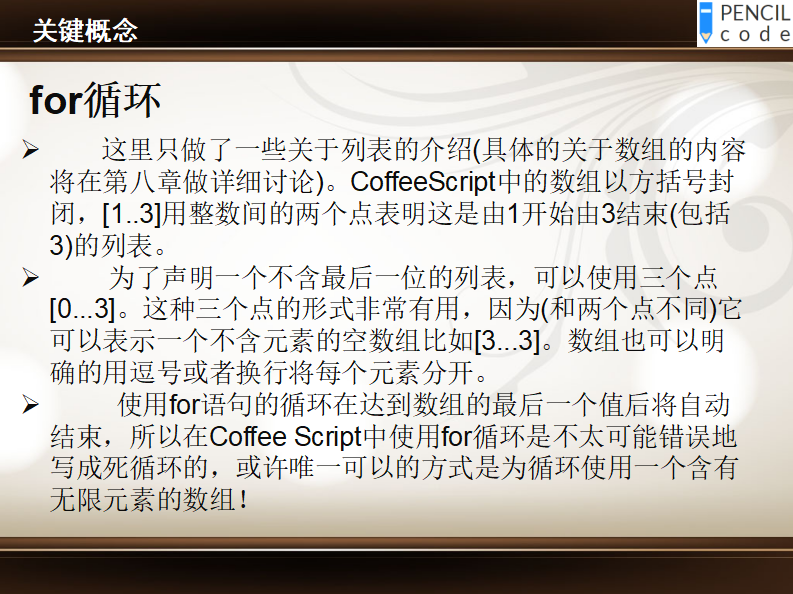 关键概念
PENCIL
code
for循环
这里只做了一些关于列表的介绍(具体的关于数组的内容
将在第八章做详细讨论)。CoffeeScript中的数组以方括号封
闭，[1..3]用整数间的两个点表明这是由1开始由3结束(包括
3)的列表。
为了声明一个不含最后一位的列表，可以使用三个点
[0...3]。这种三个点的形式非常有用，因为(和两个点不同)它
可以表示一个不含元素的空数组比如[3...3]。数组也可以明
确的用逗号或者换行将每个元素分开。
使用for语句的循环在达到数组的最后一个值后将自动
结束，所以在Coffee Script中使用for循环是不太可能错误地
写成死循环的，或许唯一可以的方式是为循环使用一个含有
无限元素的数组！